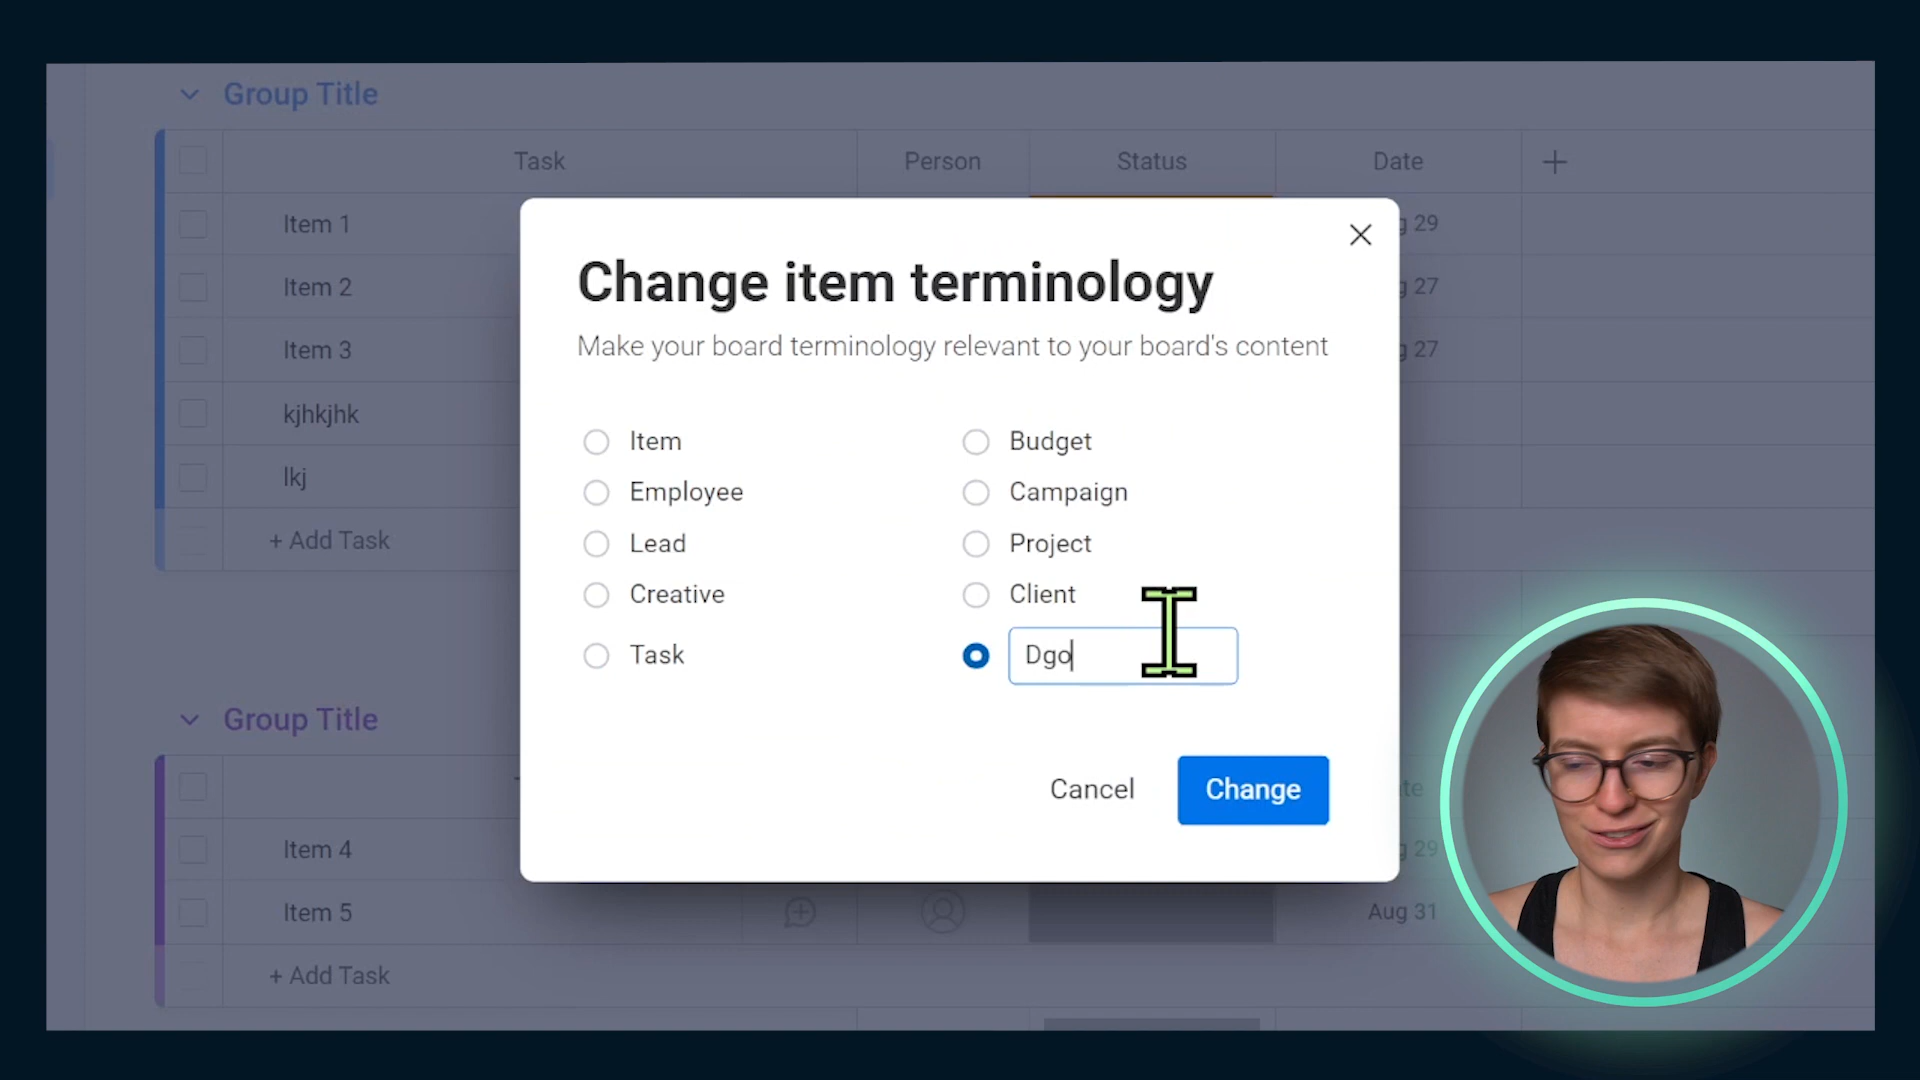 Group Title
Task Person Status Date
Item 1
Item 2
Item 3
kjhkjhk
lkj
+ Add Task
29
27
27
Change item terminology
Make your board terminology relevant to your board's content
Item
Employee
Lead
Creative
Task
Budget
Campaign
Project
Client
Dgo
Cancel Change
Group Title
Item 4
29
Item 5 Aug 31
+ Add Task